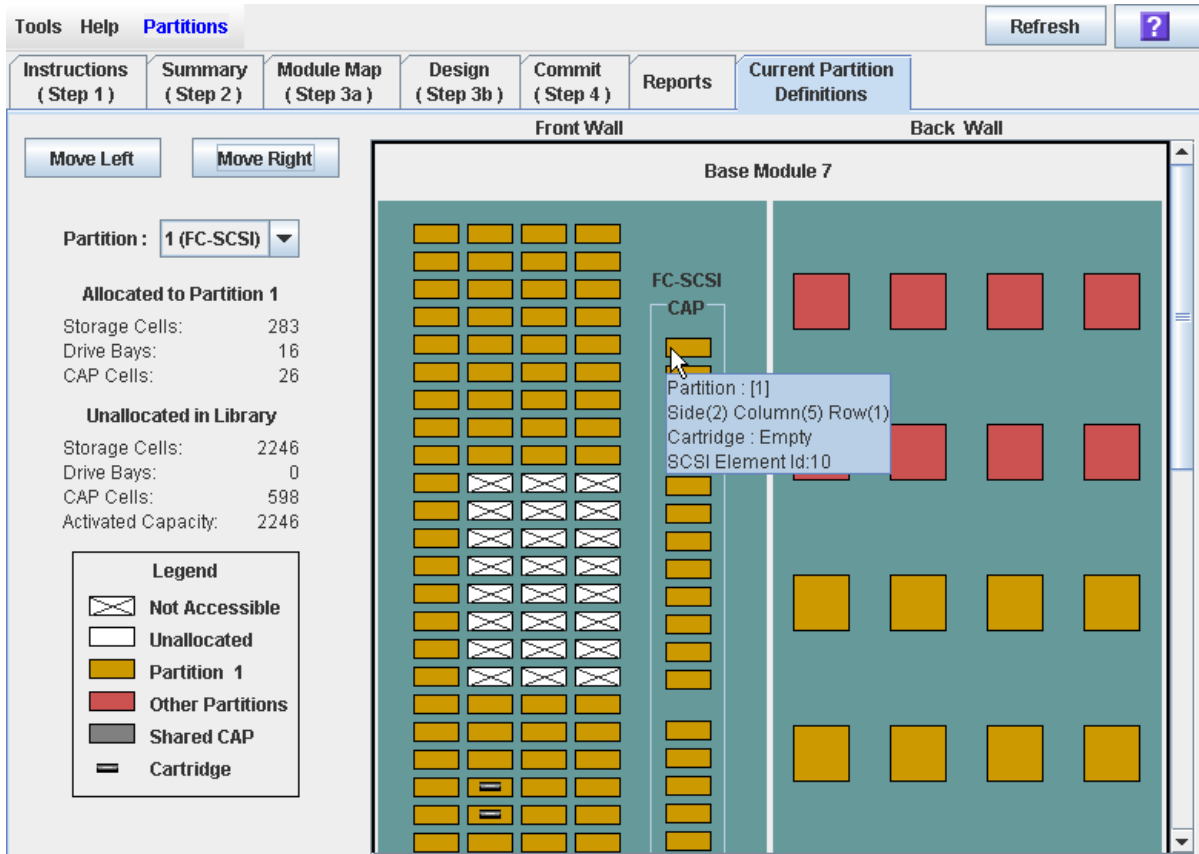 Tools Help Partitions Refresh ?
Instructions Summary Module Map Design Commit Reports Current Partition
( Step 1 ) ( Step 2 ) ( Step 3a ) ( Step 3b ) ( Step 4 ) Definitions
Front Wall Back Wall
Move Left Move Right
Base Module 7
Partition : 1 (FC-SCSI)
Allocated to Partition 1
Storage Cells: 283
Drive Bays: 16
CAP Cells: 26
Unallocated in Library
Storage Cells: 2246
Drive Bays: 0
CAP Cells: 598
Activated Capacity: 2246
Legend
Not Accessible
Unallocated
Partition 1
Other Partitions
Shared CAP
Cartridge
FC-SCSI
CAP
Partition : [1]
Side(2) Column(5) Row(1)
Cartridge : Empty
SCSI Element Id:10